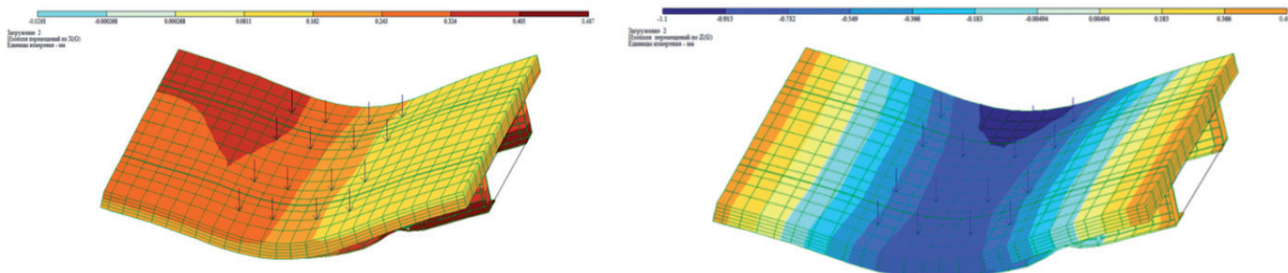 -0.0268 -0.000268 0.000268 0.0811 0.162 0.243 0.324 0.405 0.487
Загружение 2
Изополя перемещений по X(G)
Единицы измерения - мм
-1.1 -0.915 -0.732 -0.549 -0.366 -0.183 -0.00494 0.00494 0.183 0.366
Загружение 2
Изополя перемещений по Z(G)
Единицы измерения - мм